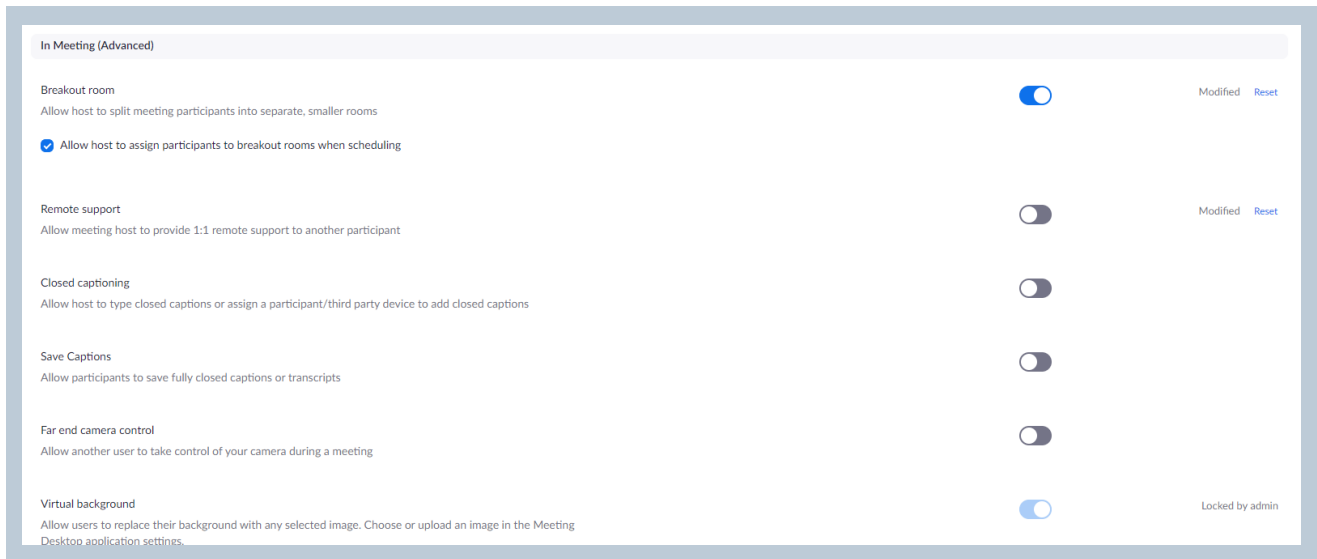 In Meeting (Advanced)
Breakout room
Modified Reset
Allow host to split meeting participants into separate, smaller rooms
Allow host to assign participants to breakout rooms when scheduling
Remote support
Modified Reset
Allow meeting host to provide 1:1 remote support to another participant
Closed captioning
Allow host to type closed captions or assign a participant/third party device to add closed captions
Save Captions
Allow participants to save fully closed captions or transcripts
Far end camera control
Allow another user to take control of your camera during a meeting
Virtual background
Locked by admin
Allow users to replace their background with any selected image. Choose or upload an image in the Meeting
Desktop application settings.